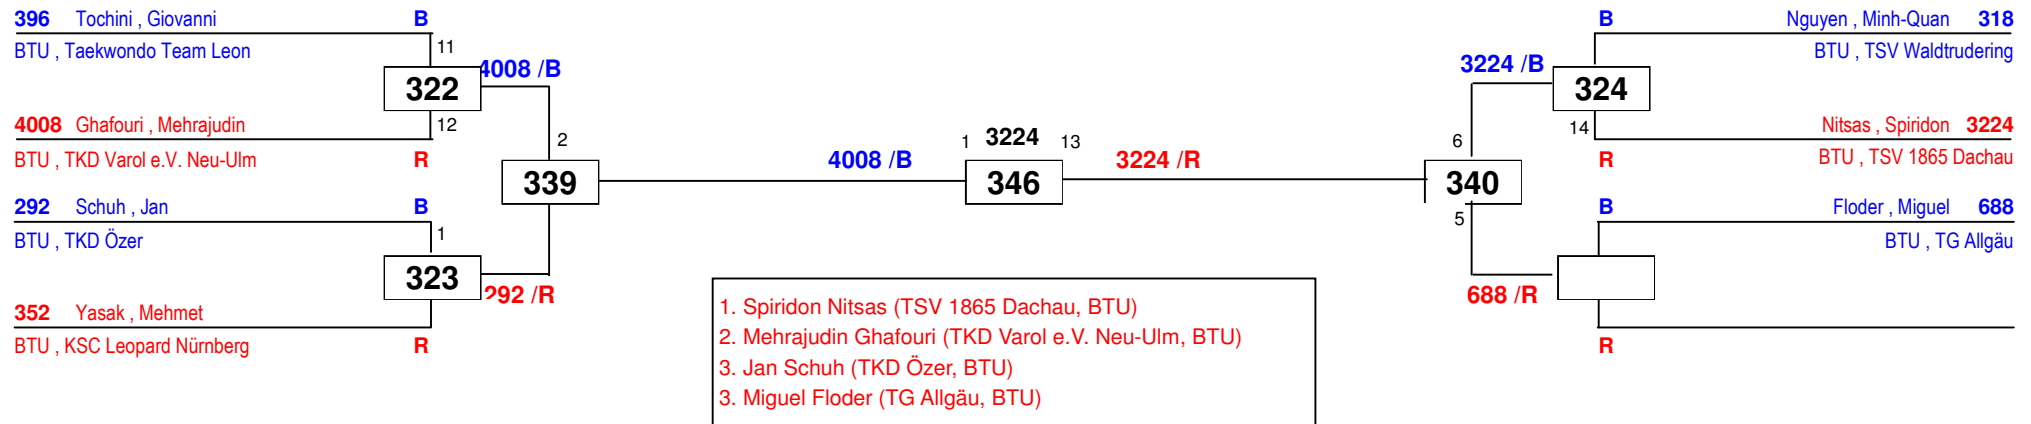 396 Tochini , Giovanni B
BTU , Taekwondo Team Leon
11
322
4008 /B
12
4008 Ghafouri , Mehrajudin
BTU , TKD Varol e.V. Neu-Ulm R
2
339
292 Schuh , Jan B
BTU , TKD Özer
1
323
292 /R
352 Yasak , Mehmet
BTU , KSC Leopard Nürnberg R
4008 /B
1 3224 13
346
3224 /R
B Nguyen , Minh-Quan 318
BTU , TSV Waldtrudering
3224 /B
324
14
Nitsas , Spiridon 3224
R BTU , TSV 1865 Dachau
6
340
5
B Floder , Miguel 688
BTU , TG Allgäu
688 /R
R
1. Spiridon Nitsas (TSV 1865 Dachau, BTU)
2. Mehrajudin Ghafouri (TKD Varol e.V. Neu-Ulm, BTU)
3. Jan Schuh (TKD Özer, BTU)
3. Miguel Floder (TG Allgäu, BTU)